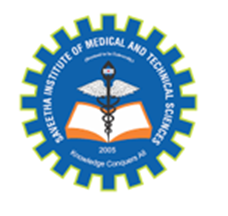 SAVEETHA INSTITUTE OF MEDICAL AND TECHNICAL SCIENCES
2005
Knowledge Conquers All